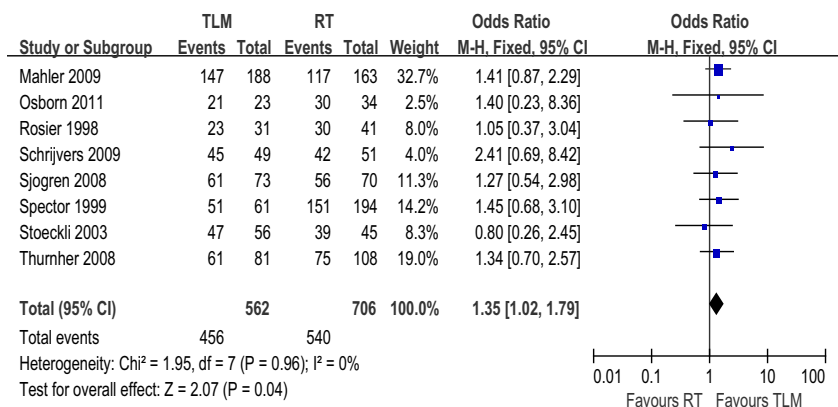 TLM RT Odds Ratio Odds Ratio
Study or Subgroup Events Total Events Total Weight M-H, Fixed, 95% CI M-H, Fixed, 95% CI
Mahler 2009 147 188 117 163 32.7% 1.41 [0.87, 2.29]
Osborn 2011 21 23 30 34 2.5% 1.40 [0.23, 8.36]
Rosier 1998 23 31 30 41 8.0% 1.05 [0.37, 3.04]
Schrijvers 2009 45 49 42 51 4.0% 2.41 [0.69, 8.42]
Sjogren 2008 61 73 56 70 11.3% 1.27 [0.54, 2.98]
Spector 1999 51 61 151 194 14.2% 1.45 [0.68, 3.10]
Stoeckli 2003 47 56 39 45 8.3% 0.80 [0.26, 2.45]
Thurnher 2008 61 81 75 108 19.0% 1.34 [0.70, 2.57]
Total (95% CI) 562 706 100.0% 1.35 [1.02, 1.79]
Total events 456 540
Heterogeneity: Chi² = 1.95, df = 7 (P = 0.96); I² = 0%
Test for overall effect: Z = 2.07 (P = 0.04)
0.01 0.1 1 10 100
Favours RT Favours TLM